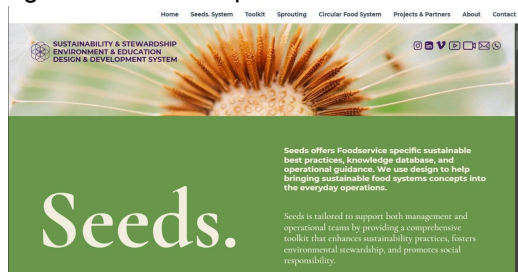 Home Seeds. System Toolkit Sprouting Circular Food System Projects & Partners About Contact
SUSTAINABILITY & STEWARDSHIP
ENVIRONMENT & EDUCATION
DESIGN & DEVELOPMENT SYSTEM
Seeds offers Foodservice specific sustainable
best practices, knowledge database, and
operational guidance. We use design to help
bringing sustainable food systems concepts into
the everyday operations.
Seeds.
Seeds is tailored to support both management and
operational teams by providing a comprehensive
toolkit that enhances sustainability practices, fosters
environmental stewardship, and promotes social
responsibility.